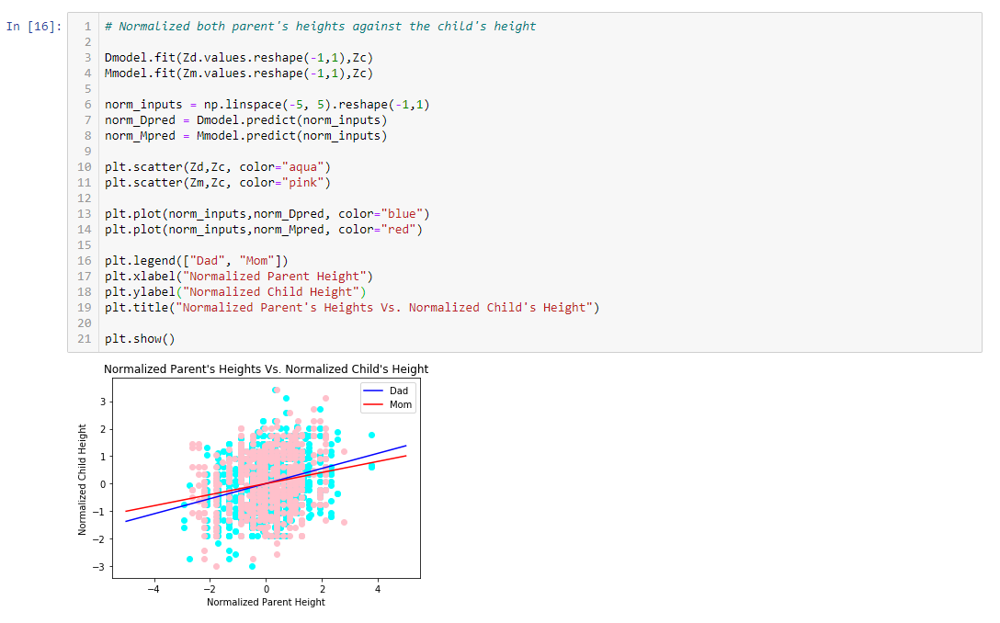 In [16]:
1 # Normalized both parent's heights against the child's height
2
3 Dmodel.fit(Zd.values.reshape(-1,1),Zc)
4 Mmodel.fit(Zm.values.reshape(-1,1),Zc)
5
6 norm_inputs = np.linspace(-5, 5).reshape(-1,1)
7 norm_Dpred = Dmodel.predict(norm_inputs)
8 norm_Mpred = Mmodel.predict(norm_inputs)
9
10 plt.scatter(Zd,Zc, color="aqua")
11 plt.scatter(Zm,Zc, color="pink")
12
13 plt.plot(norm_inputs,norm_Dpred, color="blue")
14 plt.plot(norm_inputs,norm_Mpred, color="red")
15
16 plt.legend(["Dad", "Mom"])
17 plt.xlabel("Normalized Parent Height")
18 plt.ylabel("Normalized Child Height")
19 plt.title("Normalized Parent's Heights Vs. Normalized Child's Height")
20
21 plt.show()
Normalized Parent's Heights Vs. Normalized Child's Height
Dad
Mom
3
2
1
0
−1
−2
−3
Normalized Child Height
−4 −2 0 2 4
Normalized Parent Height